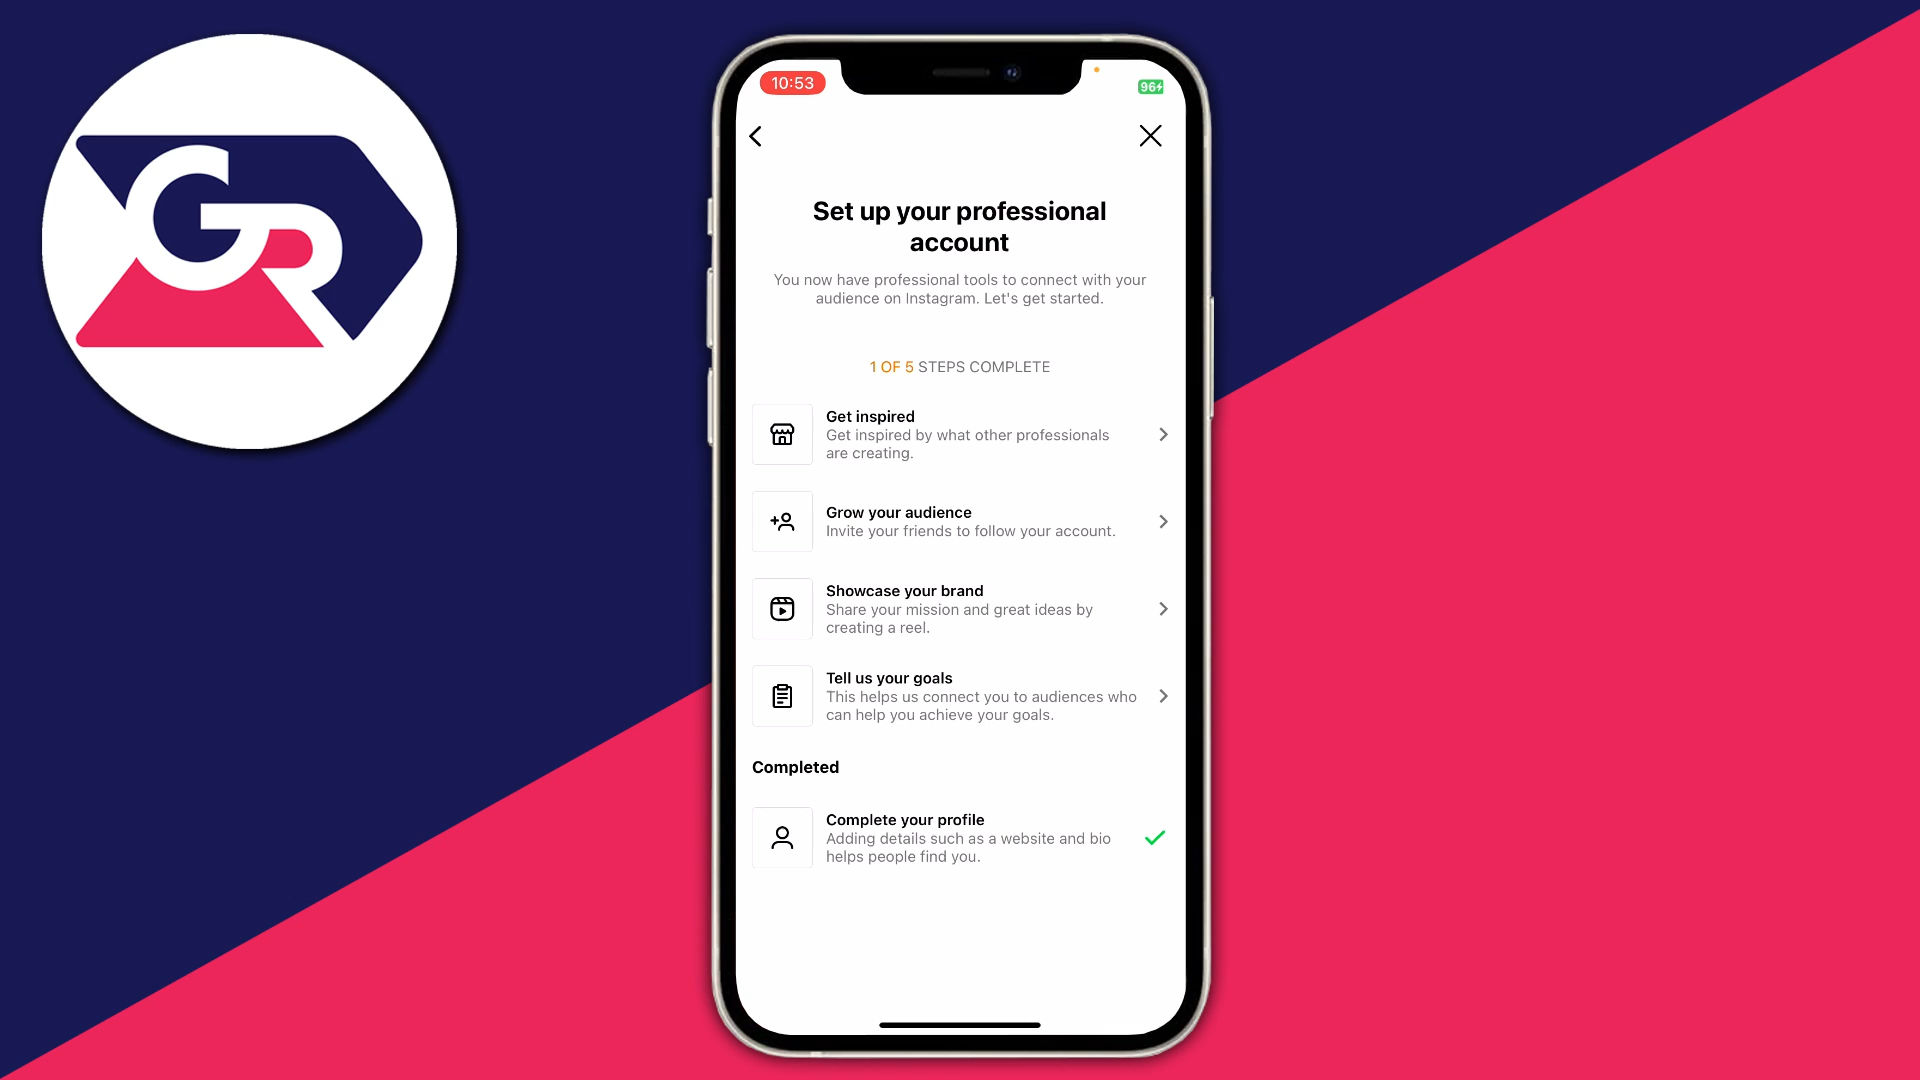 GR
10:53
96
Set up your professional
account
You now have professional tools to connect with your
audience on Instagram. Let's get started.
1 OF 5 STEPS COMPLETE
Get inspired
Get inspired by what other professionals
are creating.
Grow your audience
Invite your friends to follow your account.
Showcase your brand
Share your mission and great ideas by
creating a reel.
Tell us your goals
This helps us connect you to audiences who
can help you achieve your goals.
Completed
Complete your profile
Adding details such as a website and bio
helps people find you.